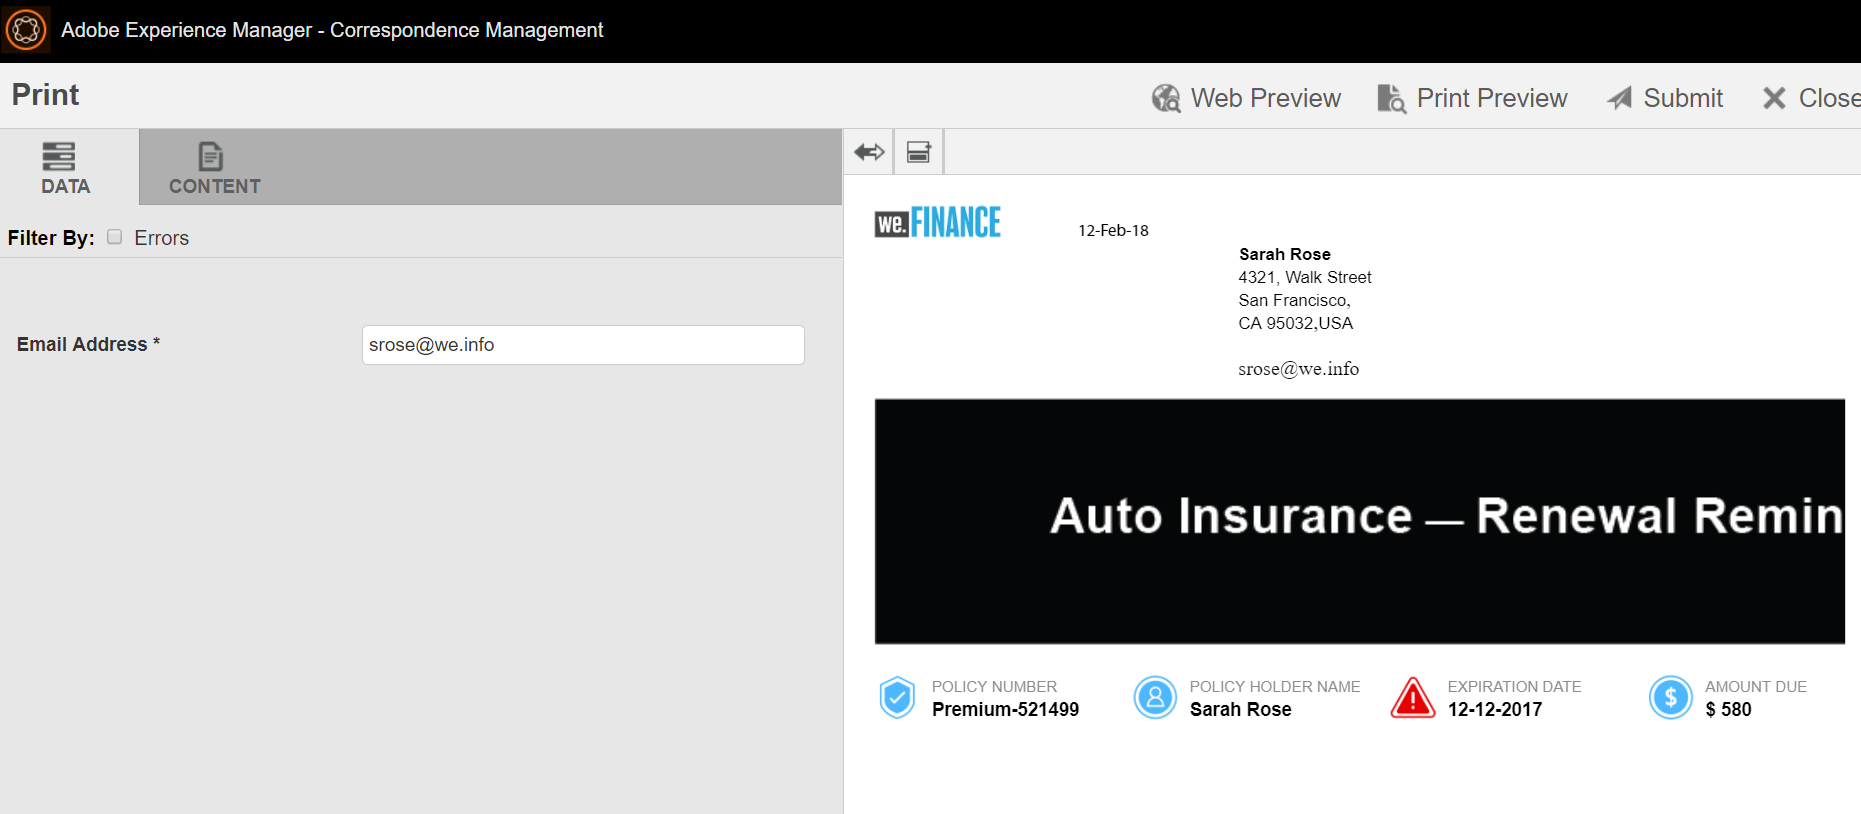 Adobe Experience Manager - Correspondence Management
Print
Web Preview
Print Preview
Submit
Close
DATA
CONTENT
Filter By:
Errors
Email Address *
srose@we.info
we.FINANCE
12-Feb-18
Sarah Rose
4321, Walk Street
San Francisco,
CA 95032,USA
srose@we.info
Auto Insurance — Renewal Remin
POLICY NUMBER
Premium-521499
POLICY HOLDER NAME
Sarah Rose
EXPIRATION DATE
12-12-2017
AMOUNT DUE
$ 580